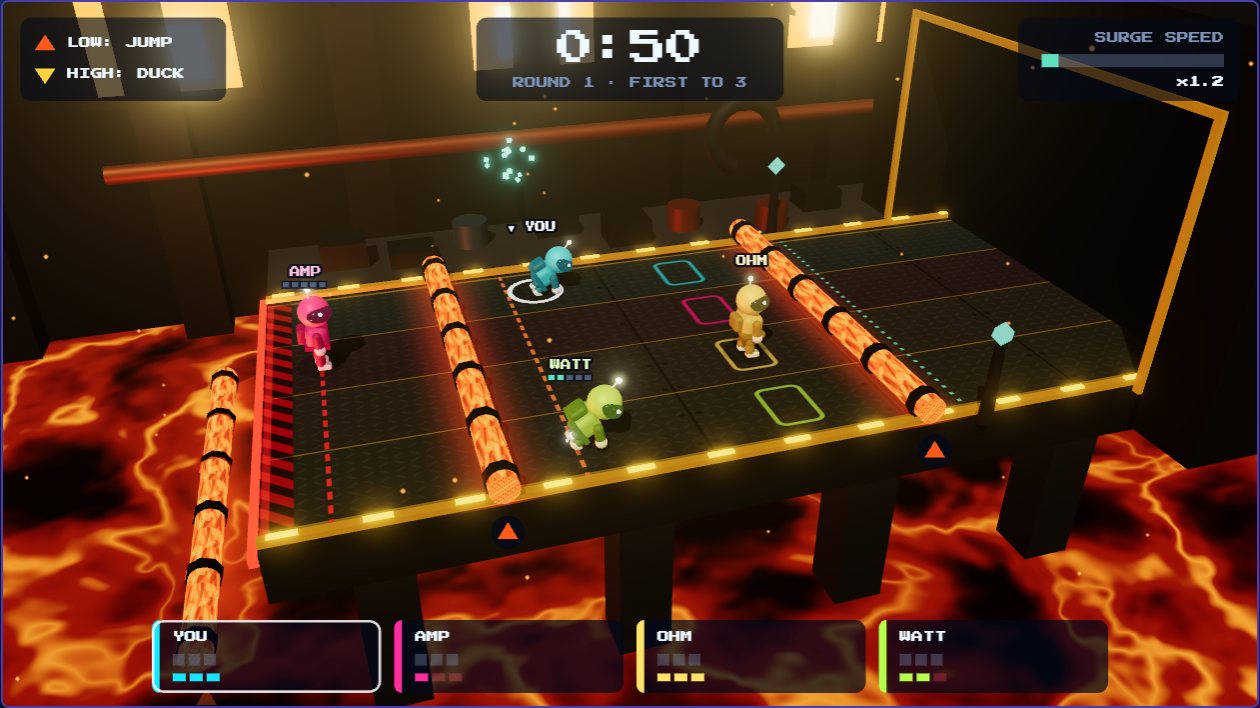 LOW: JUMP
HIGH: DUCK
0:50
ROUND 1 · FIRST TO 3
SURGE SPEED
x1.2
YOU
AMP
OHM
WATT
YOU
AMP
OHM
WATT